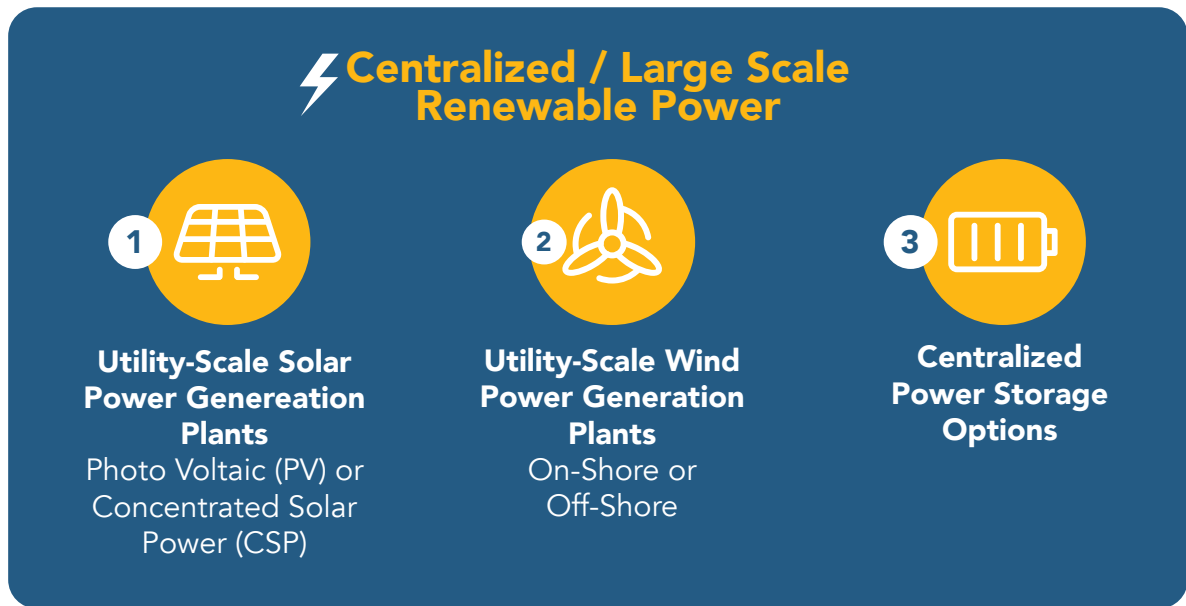 Centralized / Large Scale
Renewable Power
1
Utility-Scale Solar
Power Genereation
Plants
Photo Voltaic (PV) or
Concentrated Solar
Power (CSP)
2
Utility-Scale Wind
Power Generation
Plants
On-Shore or
Off-Shore
3
Centralized
Power Storage
Options